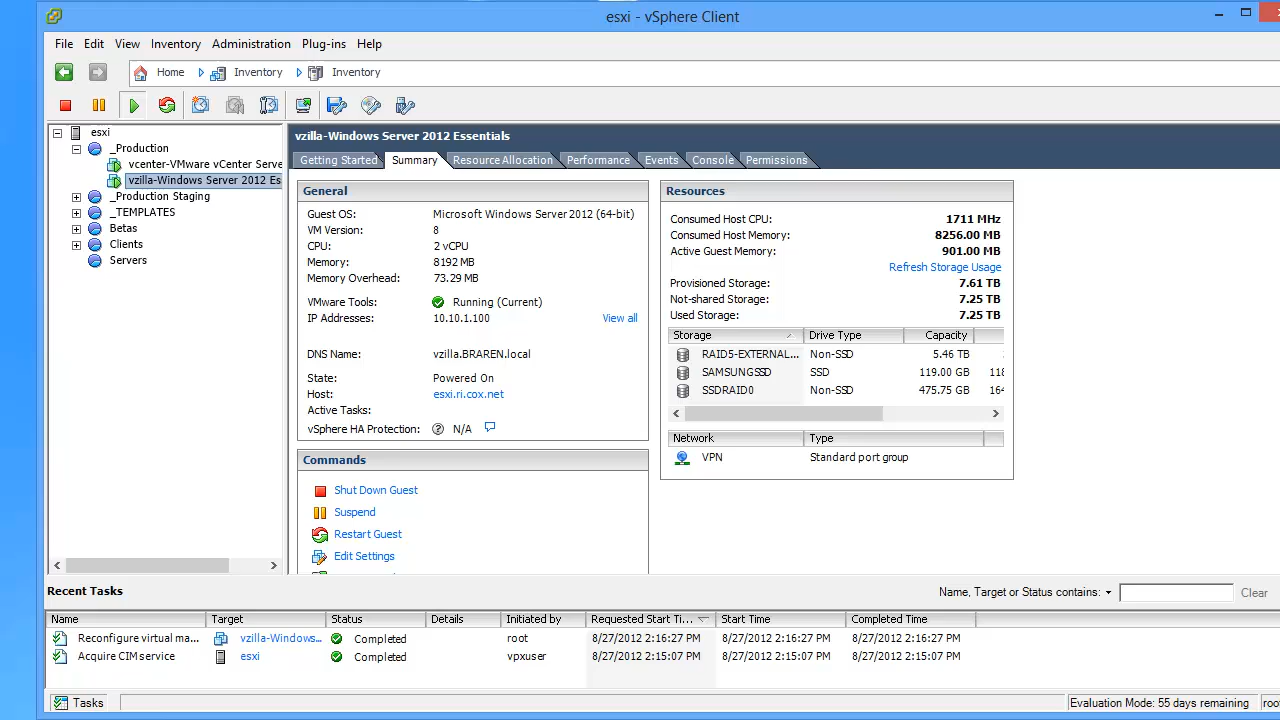 esxi - vSphere Client
File Edit View Inventory Administration Plug-ins Help
Home Inventory Inventory
esxi
_Production
vcenter-VMware vCenter Serve
vzilla-Windows Server 2012 Es
_Production Staging
_TEMPLATES
Betas
Clients
Servers
vzilla-Windows Server 2012 Essentials
Getting Started Summary Resource Allocation Performance Events Console Permissions
General
Guest OS: Microsoft Windows Server 2012 (64-bit)
VM Version: 8
CPU: 2 vCPU
Memory: 8192 MB
Memory Overhead: 73.29 MB
VMware Tools: Running (Current)
IP Addresses: 10.10.1.100 View all
DNS Name: vzilla.BRAREN.local
State: Powered On
Host: esxi.ri.cox.net
Active Tasks:
vSphere HA Protection: N/A
Commands
Shut Down Guest
Suspend
Restart Guest
Edit Settings
Resources
Consumed Host CPU: 1711 MHz
Consumed Host Memory: 8256.00 MB
Active Guest Memory: 901.00 MB
Refresh Storage Usage
Provisioned Storage: 7.61 TB
Not-shared Storage: 7.25 TB
Used Storage: 7.25 TB
Storage Drive Type Capacity
RAID5-EXTERNAL... Non-SSD 5.46 TB
SAMSUNGSSD SSD 119.00 GB 118
SSDRAID0 Non-SSD 475.75 GB 164
Network Type
VPN Standard port group
Recent Tasks
Name, Target or Status contains: Clear
Name Target Status Details Initiated by Requested Start Ti... Start Time Completed Time
Reconfigure virtual ma... vzilla-Windows... Completed root 8/27/2012 2:16:27 PM 8/27/2012 2:16:27 PM 8/27/2012 2:16:27 PM
Acquire CIM service esxi Completed vpxuser 8/27/2012 2:15:07 PM 8/27/2012 2:15:07 PM 8/27/2012 2:15:07 PM
Tasks Evaluation Mode: 55 days remaining roo